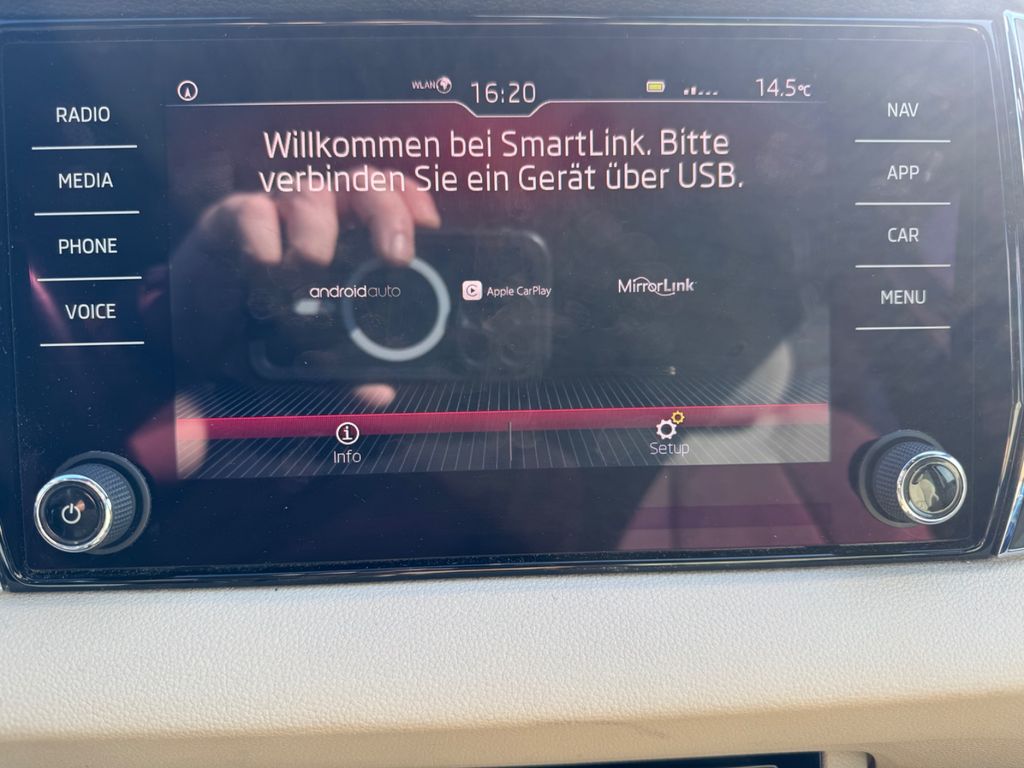 WLAN
16:20
14.5°C
Willkommen bei SmartLink. Bitte
verbinden Sie ein Gerät über USB.
RADIO
MEDIA
PHONE
VOICE
androidauto
Apple CarPlay
MirrorLink
NAV
APP
CAR
MENU
Info
Setup